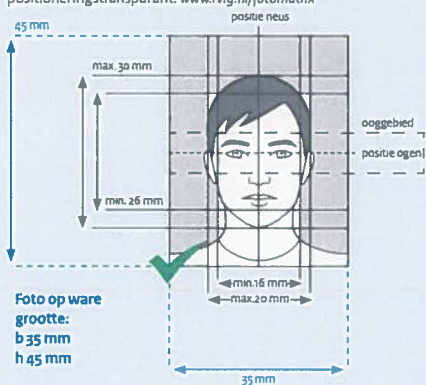 positioneringstransparant: www.rvig.nl/fotomatrix
positie neus
45 mm
max. 30 mm
ooggebied
positie ogen
min. 26 mm
min.16 mm
max.20 mm
Foto op ware
grootte:
b 35 mm
h 45 mm
35 mm